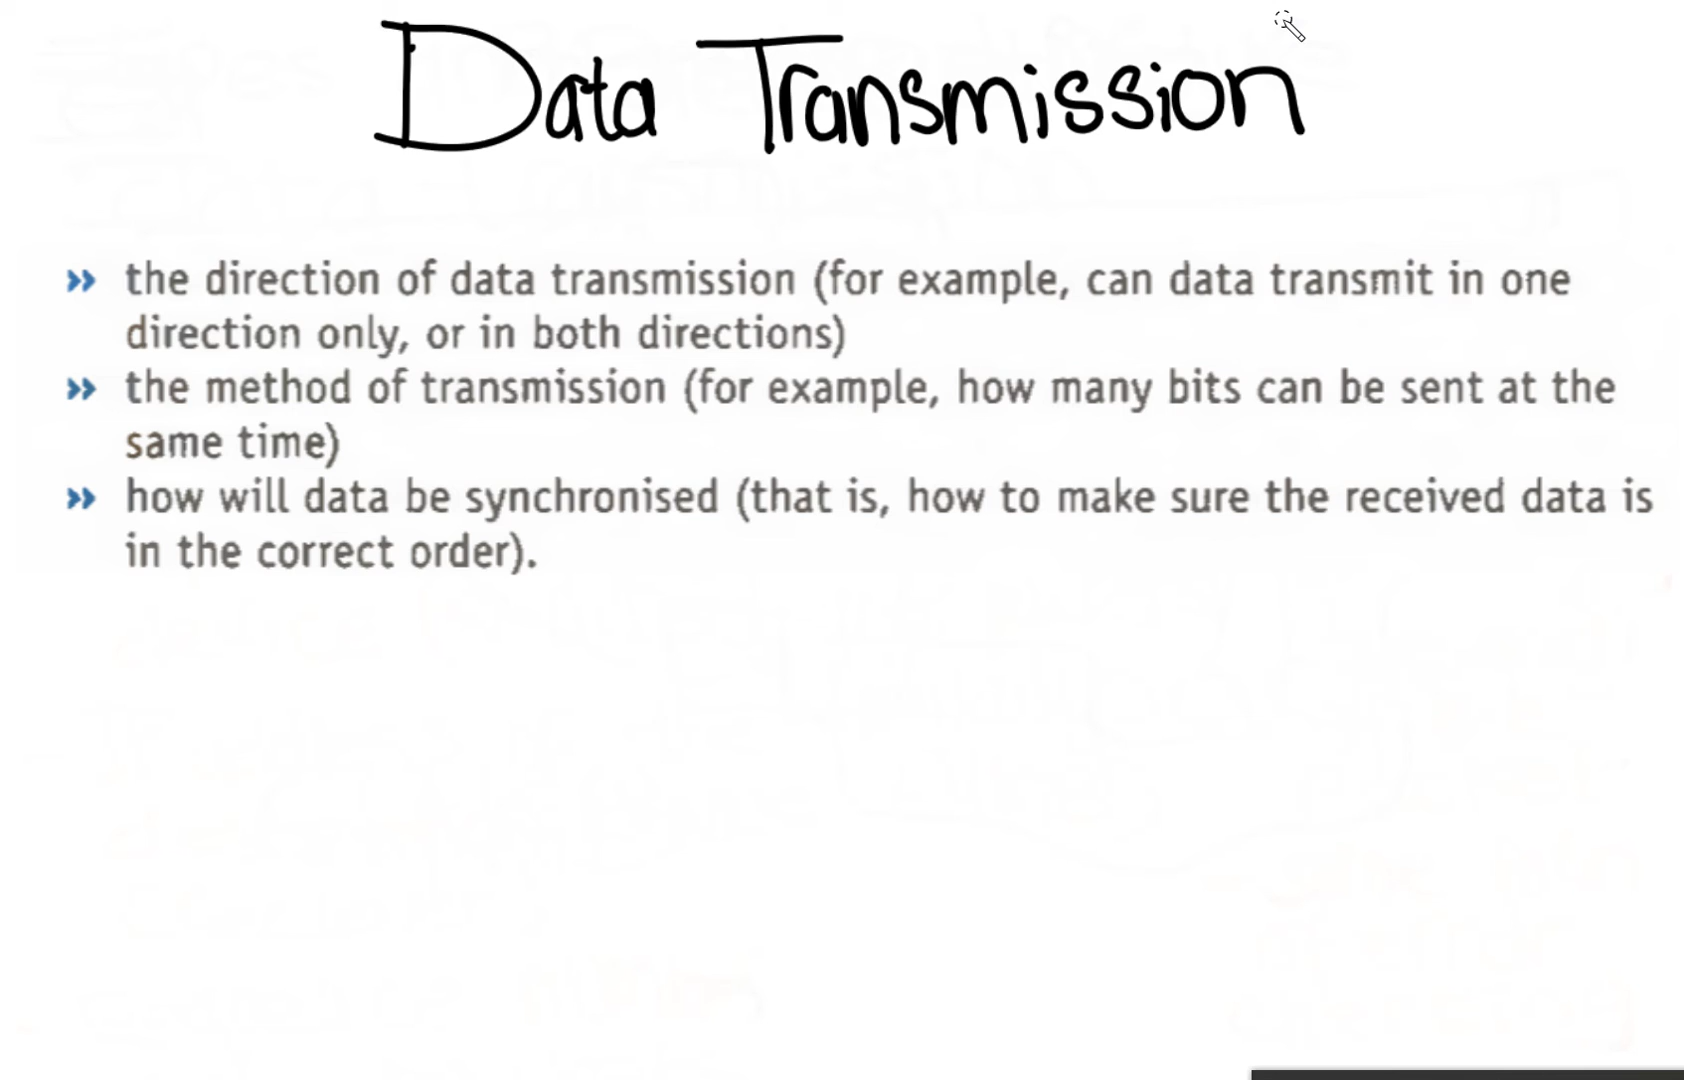 Data Transmission
» the direction of data transmission (for example, can data transmit in one
direction only, or in both directions)
» the method of transmission (for example, how many bits can be sent at the
same time)
» how will data be synchronised (that is, how to make sure the received data is
in the correct order).